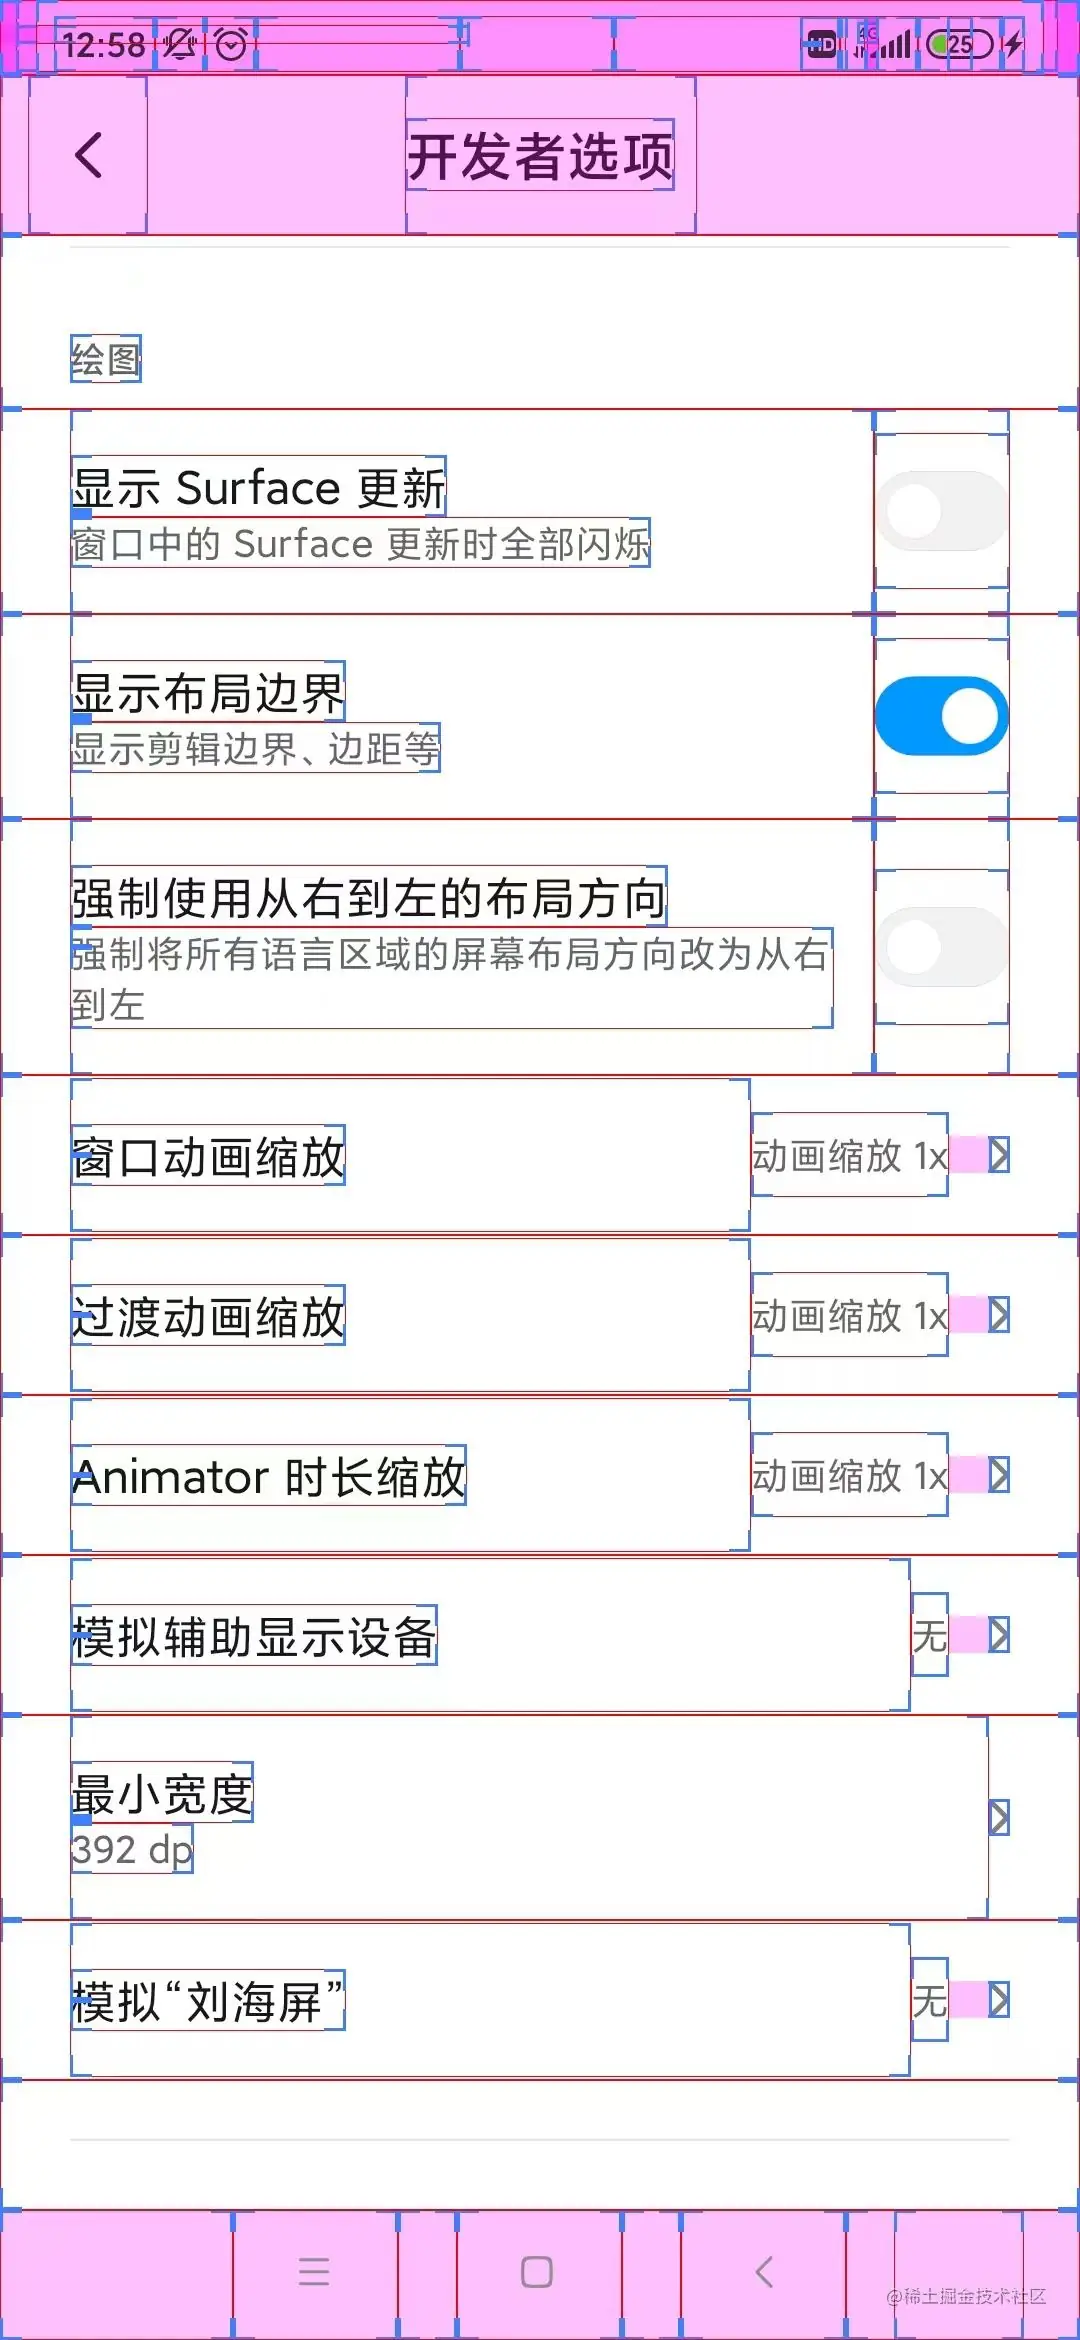 12:58 HD 4G 25
开发者选项
绘图
显示 Surface 更新
窗口中的 Surface 更新时全部闪烁
显示布局边界
显示剪辑边界、边距等
强制使用从右到左的布局方向
强制将所有语言区域的屏幕布局方向改为从右
到左
窗口动画缩放 动画缩放 1x
过渡动画缩放 动画缩放 1x
Animator 时长缩放 动画缩放 1x
模拟辅助显示设备 无
最小宽度
392 dp
模拟“刘海屏” 无
@稀土掘金技术社区